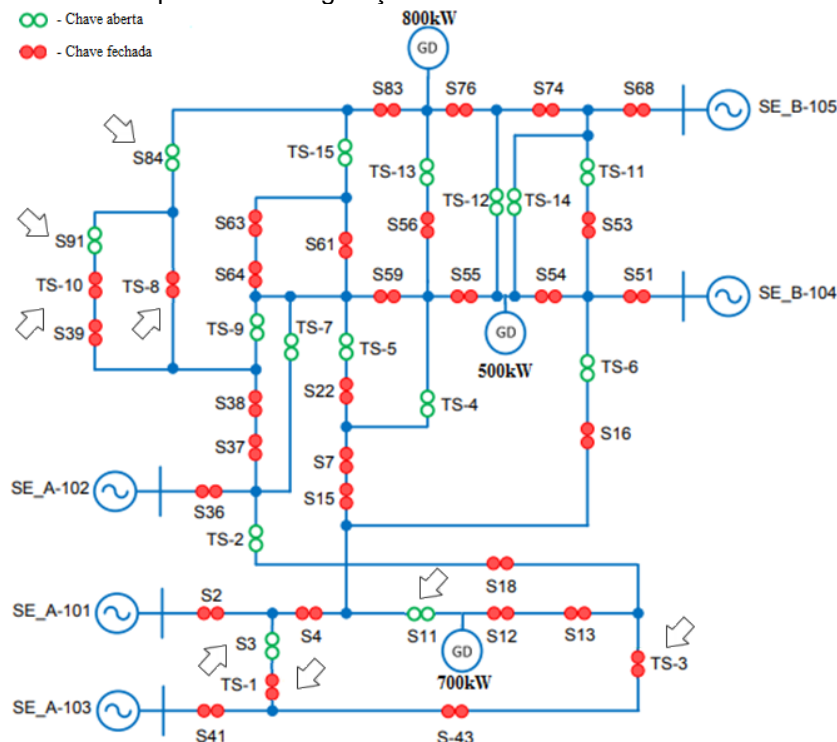 800kW
- Chave aberta
GD
- Chave fechada
S83 S76 S74 S68
SE_B-105
S84
TS-15
TS-13
TS-12
TS-14
TS-11
S91
S63
S56
S53
TS-10
TS-8
S61
S64
S59 S55 S54 S51
SE_B-104
S39
TS-9
TS-7
TS-5
GD
500kW
TS-6
S38
S22
TS-4
S37
S7
S16
SE_A-102
S36
S15
TS-2
S18
SE_A-101
S2
S4
S11
S12
S13
S3
GD
TS-3
TS-1
700kW
SE_A-103
S41
S-43